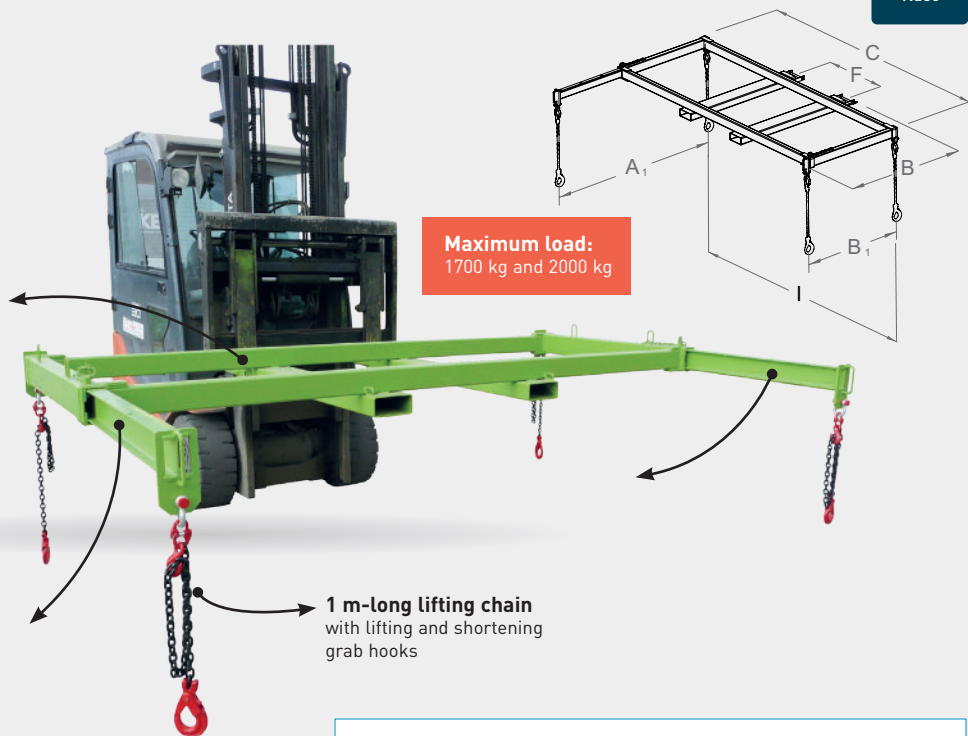 C
F
A1
B
B1
I
Maximum load:
1700 kg and 2000 kg
1 m-long lifting chain
with lifting and shortening
grab hooks